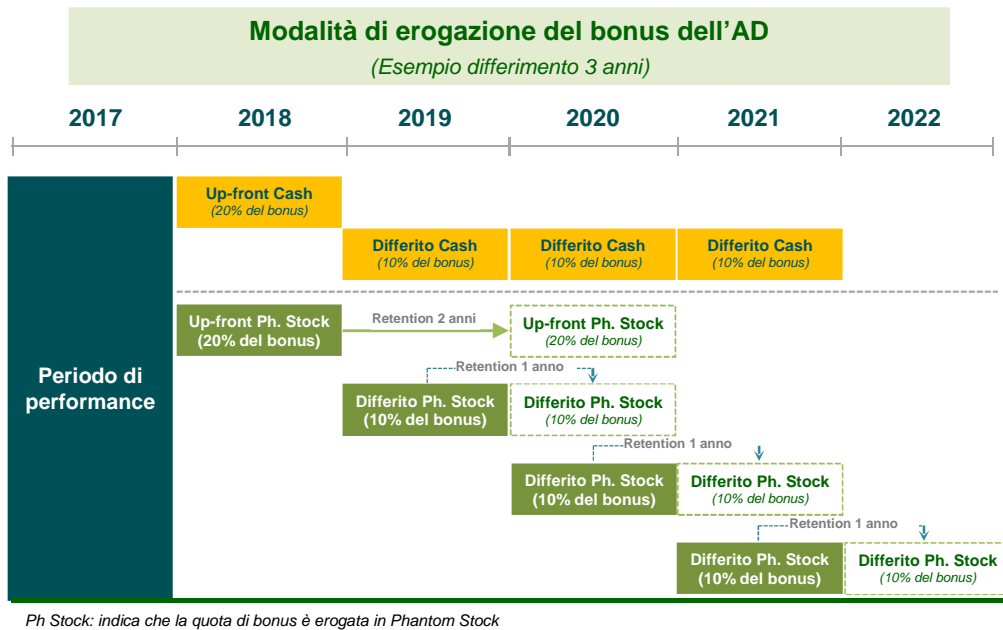 Modalità di erogazione del bonus dell'AD
(Esempio differimento 3 anni)
2017 2018 2019 2020 2021 2022
Up-front Cash
(20% del bonus)
Differito Cash Differito Cash Differito Cash
(10% del bonus) (10% del bonus) (10% del bonus)
Up-front Ph. Stock
(20% del bonus)
Retention 2 anni
Up-front Ph. Stock
(20% del bonus)
Periodo di
performance
Retention 1 anno
Differito Ph. Stock
(10% del bonus)
Differito Ph. Stock
(10% del bonus)
Retention 1 anno
Differito Ph. Stock
(10% del bonus)
Differito Ph. Stock
(10% del bonus)
Retention 1 anno
Differito Ph. Stock
(10% del bonus)
Differito Ph. Stock
(10% del bonus)
Ph Stock: indica che la quota di bonus è erogata in Phantom Stock